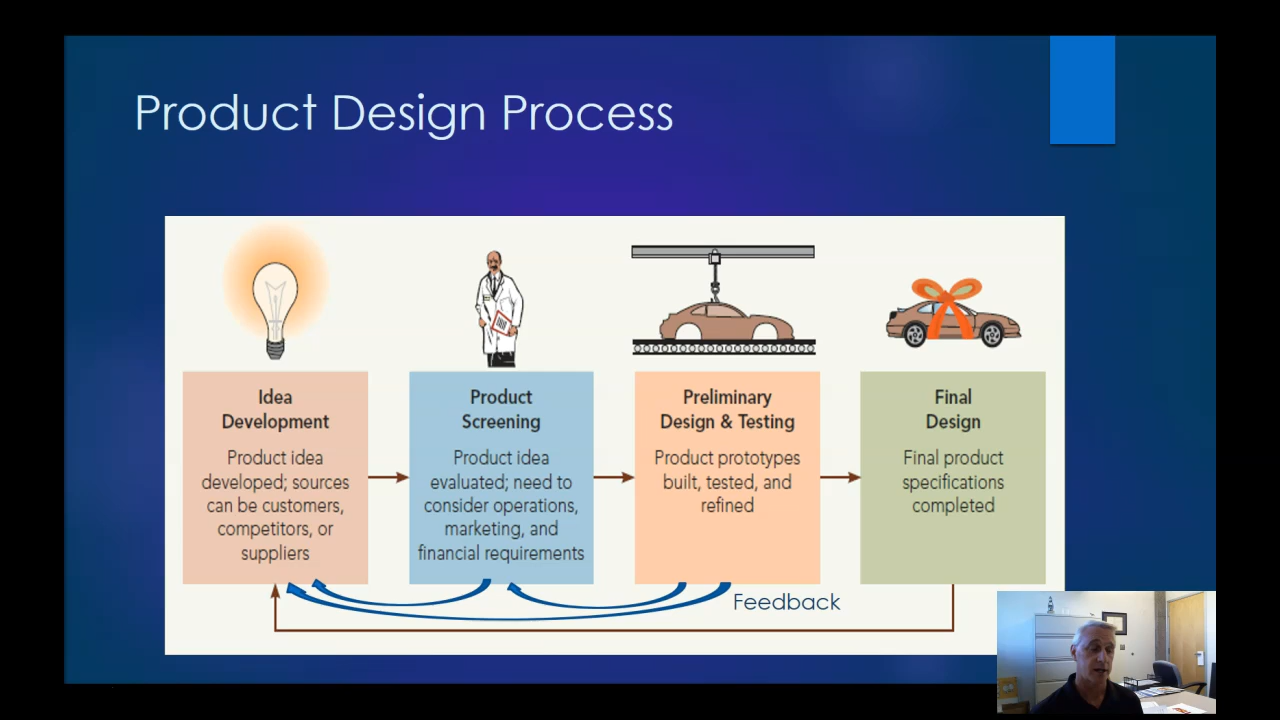 Product Design Process
Idea
Development
Product idea
developed; sources
can be customers,
competitors, or
suppliers
Product
Screening
Product idea
evaluated; need to
consider operations,
marketing, and
financial requirements
Preliminary
Design & Testing
Product prototypes
built, tested, and
refined
Final
Design
Final product
specifications
completed
Feedback